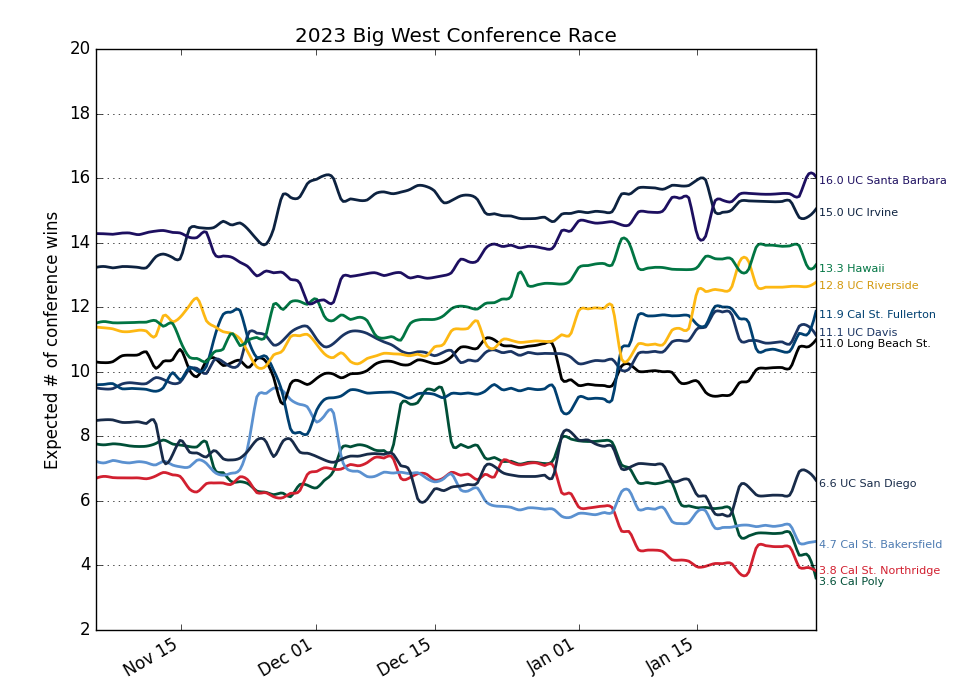 2023 Big West Conference Race
Expected # of conference wins
20
18
16
14
12
10
8
6
4
2
Nov 15
Dec 01
Dec 15
Jan 01
Jan 15
16.0 UC Santa Barbara
15.0 UC Irvine
13.3 Hawaii
12.8 UC Riverside
11.9 Cal St. Fullerton
11.1 UC Davis
11.0 Long Beach St.
6.6 UC San Diego
4.7 Cal St. Bakersfield
3.8 Cal St. Northridge
3.6 Cal Poly